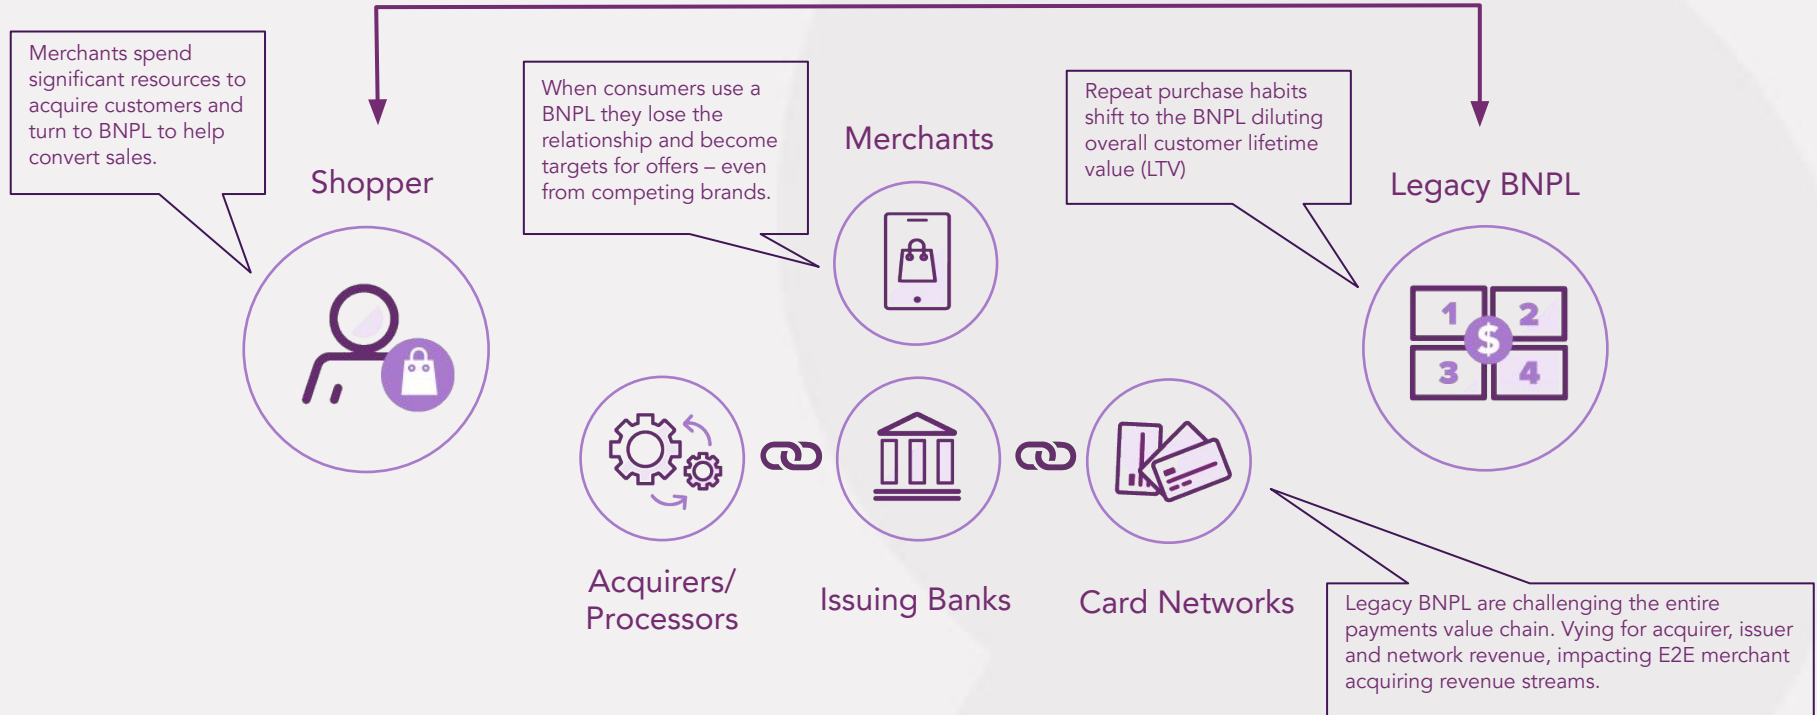 Merchants spend
significant resources to
acquire customers and
turn to BNPL to help
convert sales.
Shopper
When consumers use a
BNPL they lose the
relationship and become
targets for offers – even
from competing brands.
Merchants
Repeat purchase habits
shift to the BNPL diluting
overall customer lifetime
value (LTV)
Legacy BNPL
1
2
$
3
4
Acquirers/
Processors
Issuing Banks
Card Networks
Legacy BNPL are challenging the entire
payments value chain. Vying for acquirer, issuer
and network revenue, impacting E2E merchant
acquiring revenue streams.